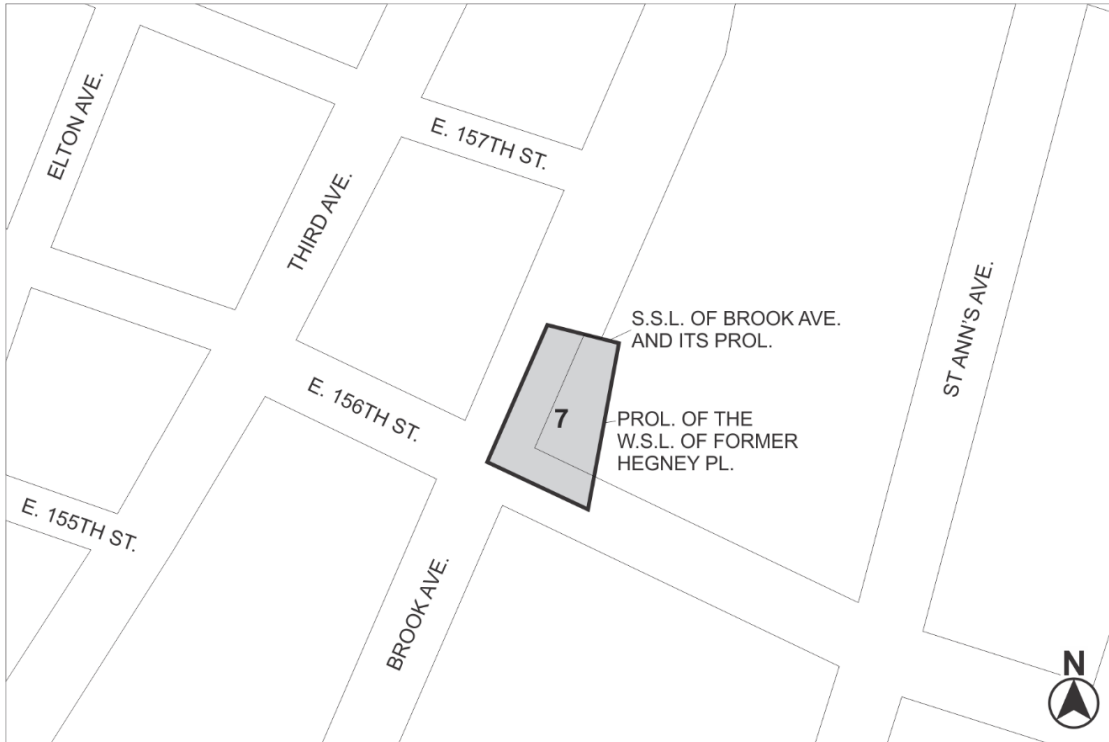 ELTON AVE.
E. 157TH ST.
THIRD AVE.
S.S.L. OF BROOK AVE.
AND ITS PROL.
ST ANN'S AVE.
E. 156TH ST.
7
PROL. OF THE
W.S.L. OF FORMER
HEGNEY PL.
E. 155TH ST.
BROOK AVE.
N